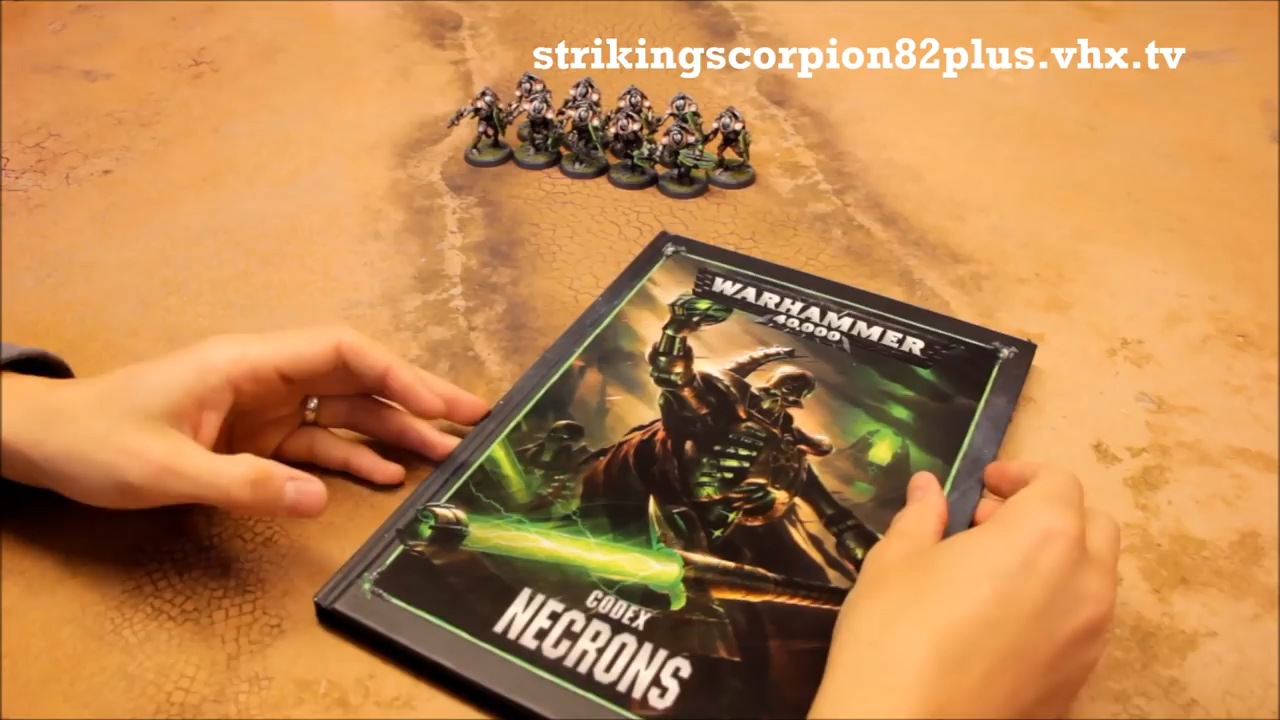 strikingscorpion82plus.vhx.tv
WARHAMMER
40,000
CODEX
NECRONS